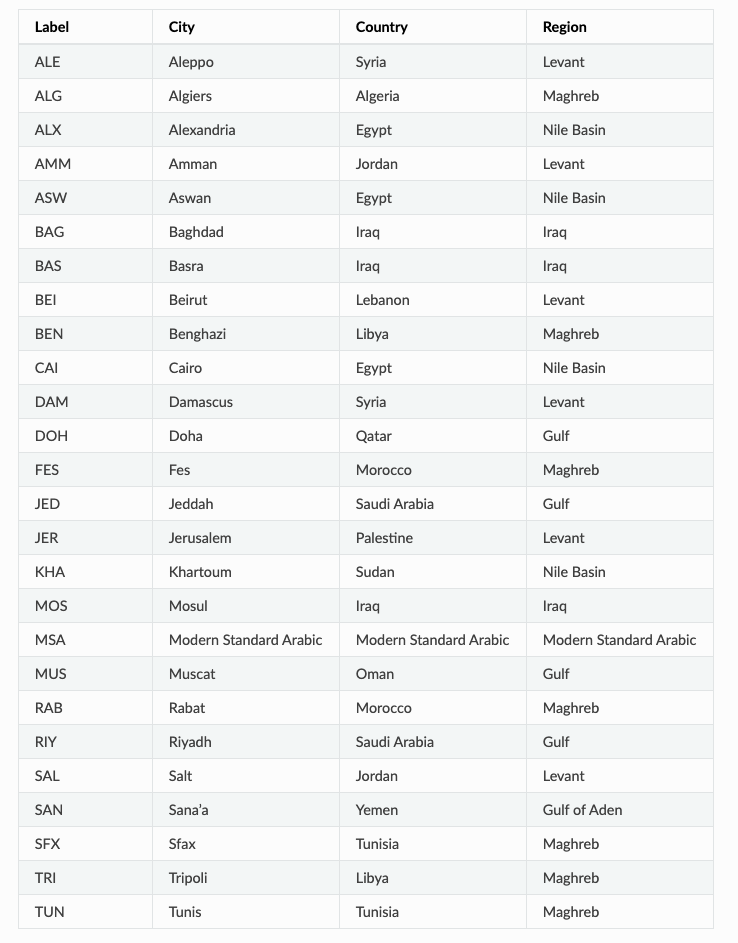 Label City Country Region
ALE Aleppo Syria Levant
ALG Algiers Algeria Maghreb
ALX Alexandria Egypt Nile Basin
AMM Amman Jordan Levant
ASW Aswan Egypt Nile Basin
BAG Baghdad Iraq Iraq
BAS Basra Iraq Iraq
BEI Beirut Lebanon Levant
BEN Benghazi Libya Maghreb
CAI Cairo Egypt Nile Basin
DAM Damascus Syria Levant
DOH Doha Qatar Gulf
FES Fes Morocco Maghreb
JED Jeddah Saudi Arabia Gulf
JER Jerusalem Palestine Levant
KHA Khartoum Sudan Nile Basin
MOS Mosul Iraq Iraq
MSA Modern Standard Arabic Modern Standard Arabic Modern Standard Arabic
MUS Muscat Oman Gulf
RAB Rabat Morocco Maghreb
RIY Riyadh Saudi Arabia Gulf
SAL Salt Jordan Levant
SAN Sana’a Yemen Gulf of Aden
SFX Sfax Tunisia Maghreb
TRI Tripoli Libya Maghreb
TUN Tunis Tunisia Maghreb